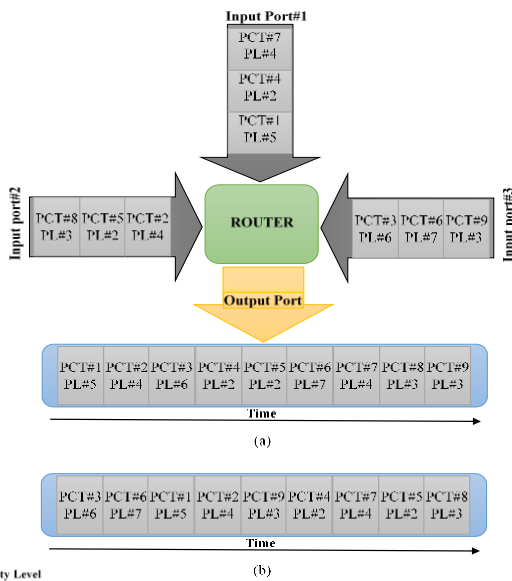 Input Port#1
PCT#7
PL#4
PCT#4
PL#2
PCT#1
PL#5
Input port#2
PCT#8 PCT#5 PCT#2
PL#3 PL#2 PL#4
ROUTER
PCT#3 PCT#6 PCT#9
PL#6 PL#7 PL#3
Input port#3
Output Port
PCT#1 PCT#2 PCT#3 PCT#4 PCT#5 PCT#6 PCT#7 PCT#8 PCT#9
PL#5 PL#4 PL#6 PL#2 PL#2 PL#7 PL#4 PL#3 PL#3
Time
(a)
PCT#3 PCT#6 PCT#1 PCT#2 PCT#9 PCT#4 PCT#7 PCT#5 PCT#8
PL#6 PL#7 PL#5 PL#4 PL#3 PL#2 PL#4 PL#2 PL#3
Time
(b)
ty Level